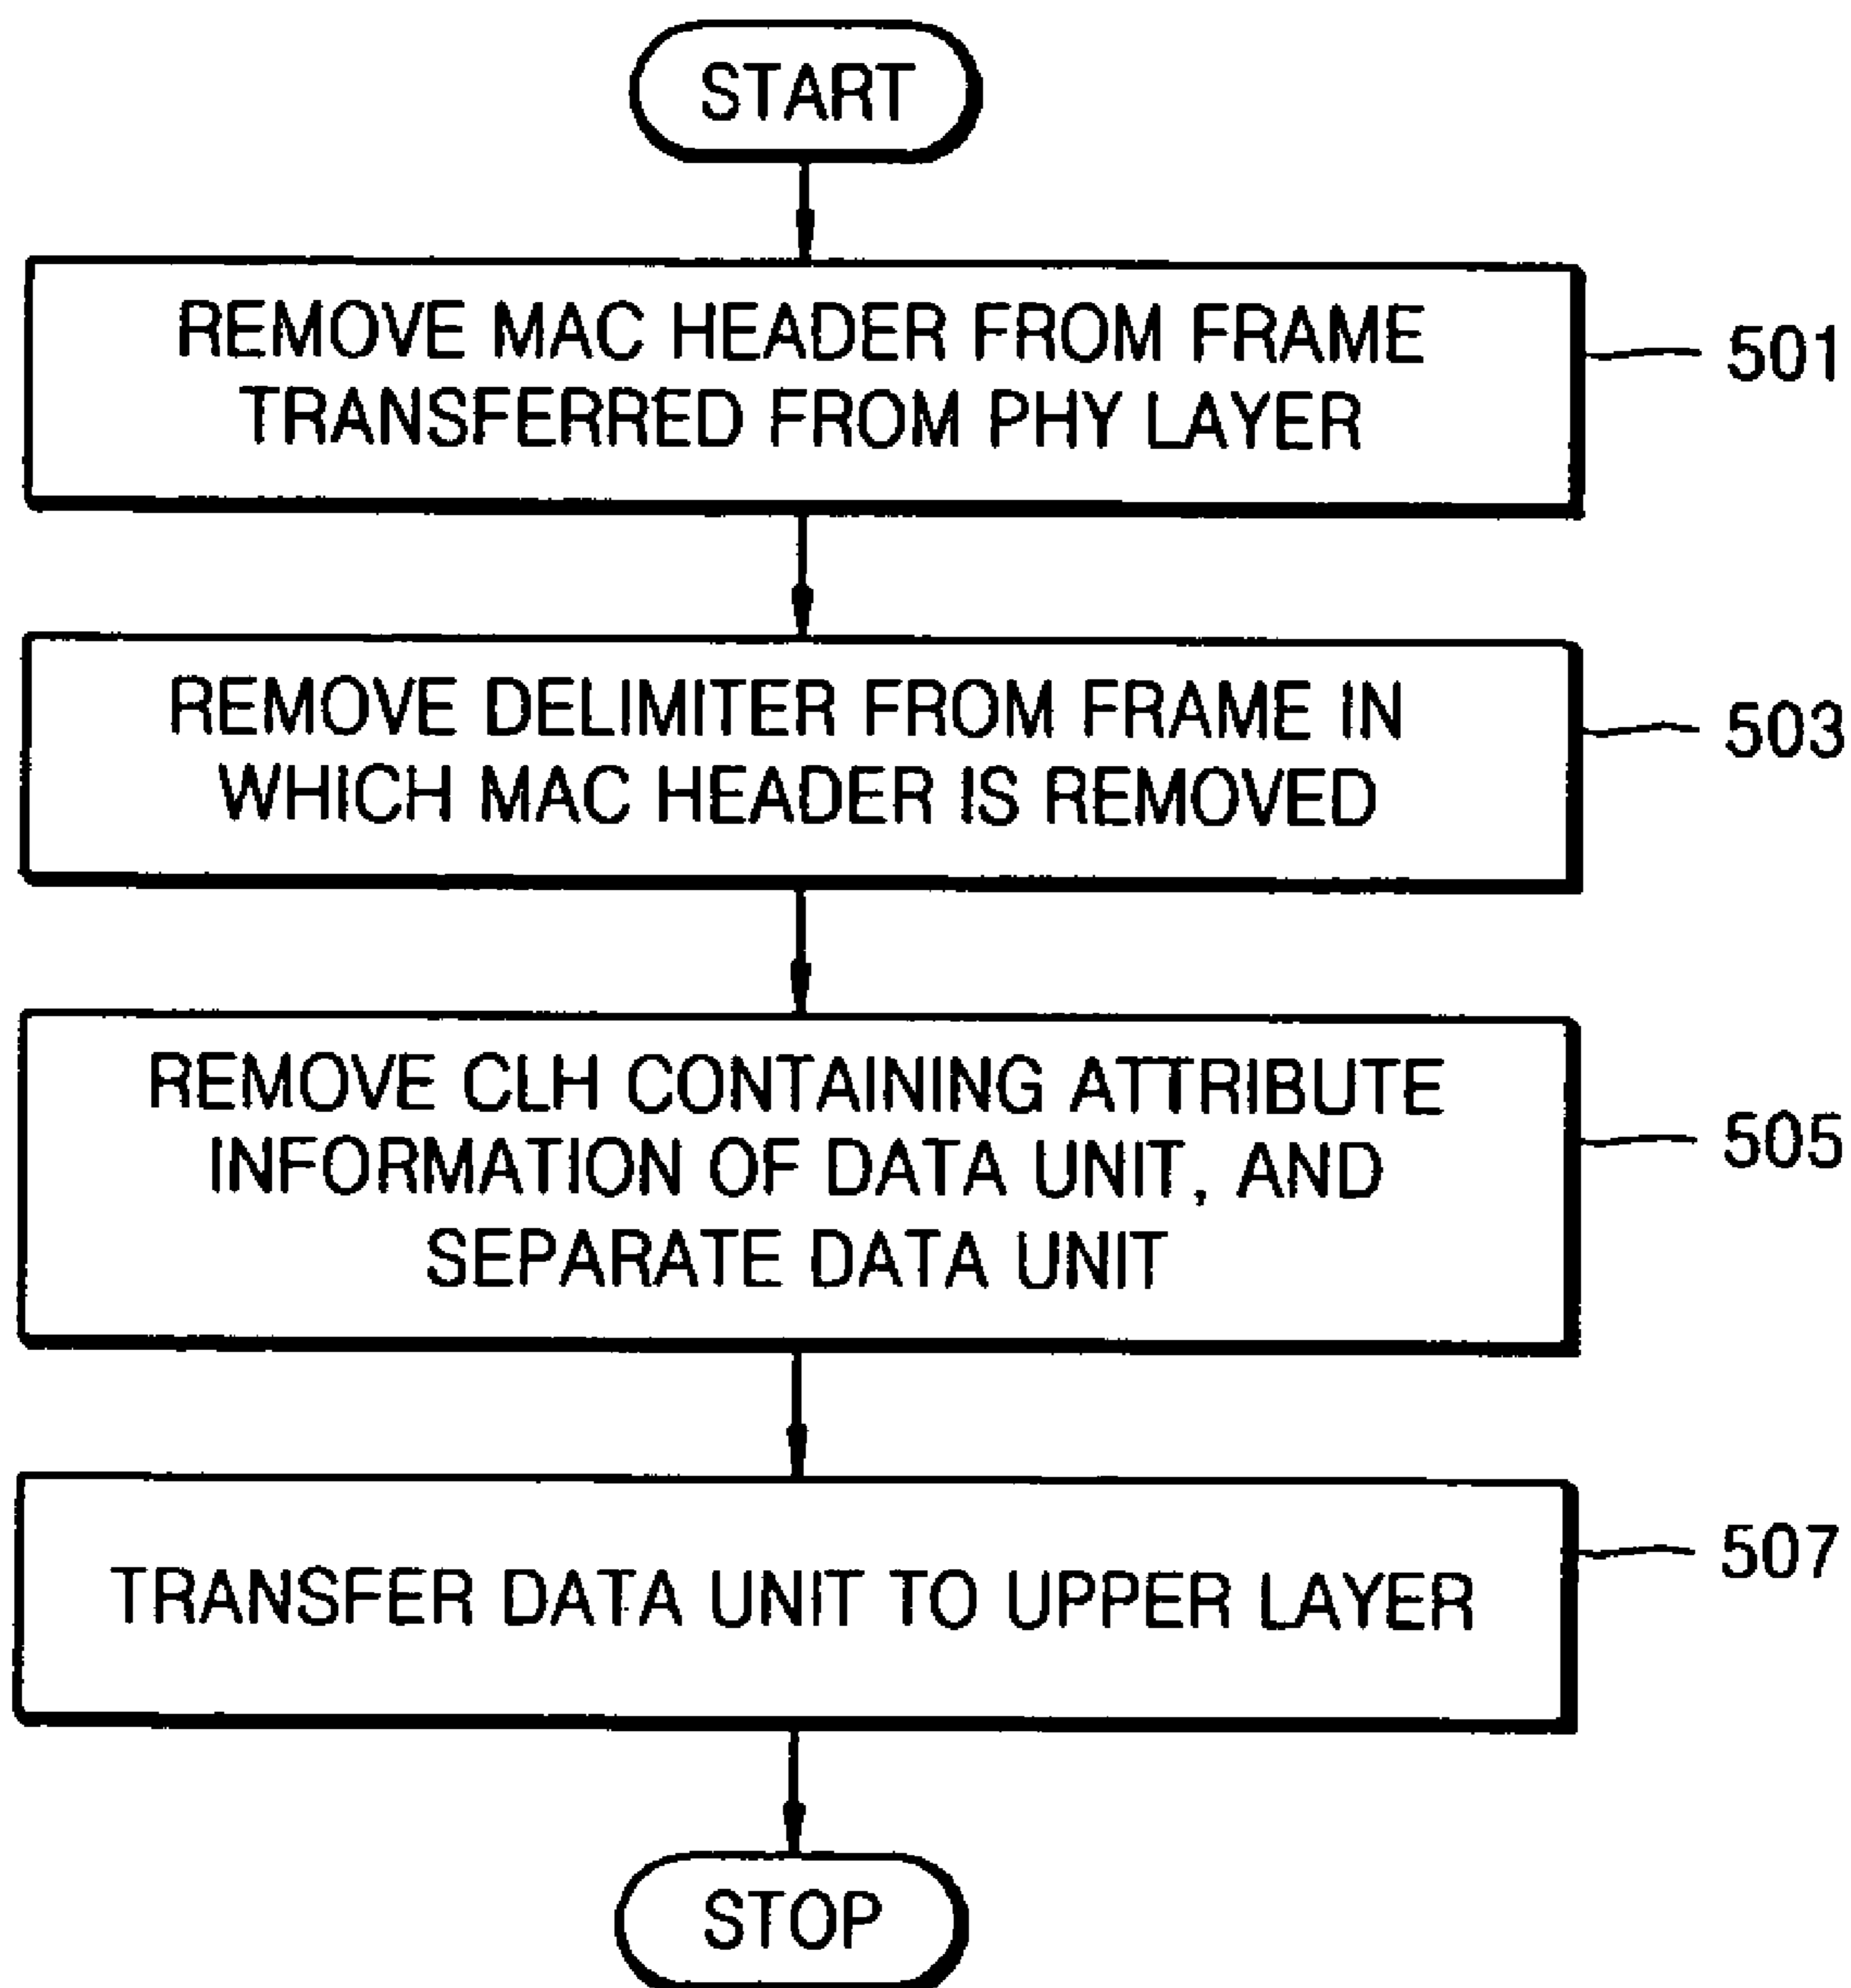 START
REMOVE MAC HEADER FROM FRAME
TRANSFERRED FROM PHY LAYER
501
REMOVE DELIMITER FROM FRAME IN
WHICH MAC HEADER IS REMOVED
503
REMOVE CLH CONTAINING ATTRIBUTE
INFORMATION OF DATA UNIT, AND
SEPARATE DATA UNIT
505
TRANSFER DATA UNIT TO UPPER LAYER
507
STOP